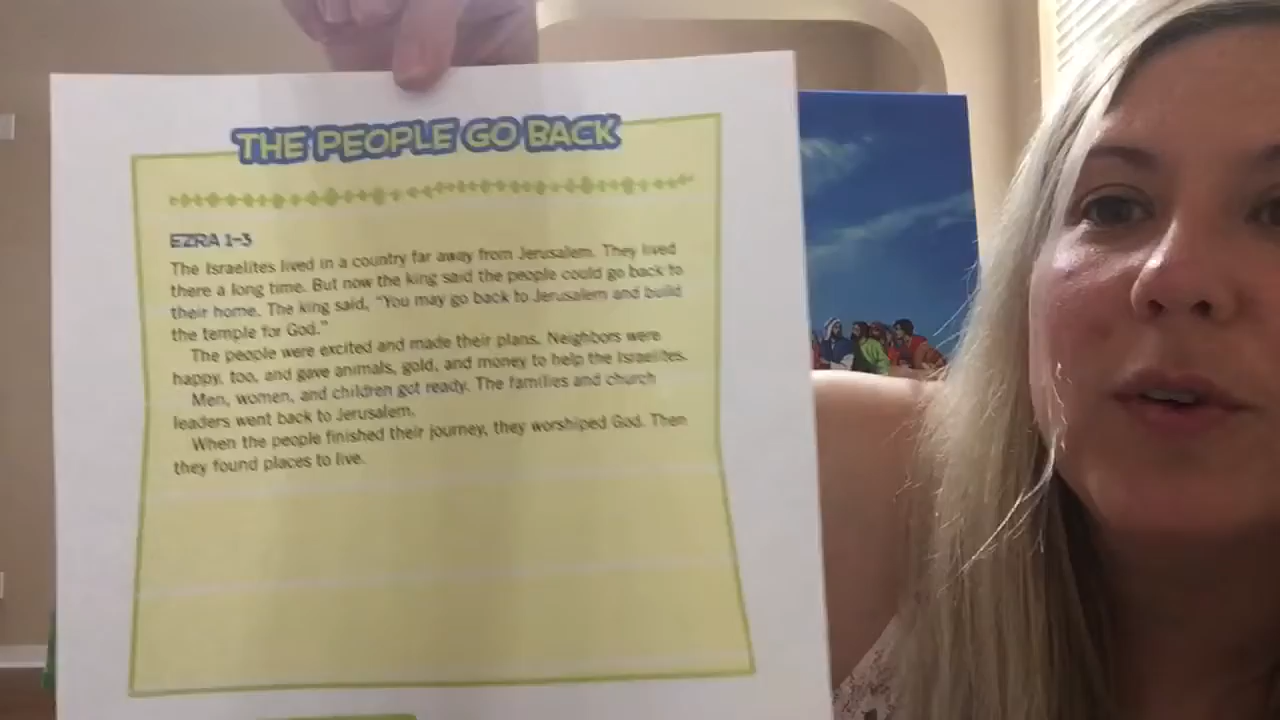 THE PEOPLE GO BACK
EZRA 1-3
The Israelites lived in a country far away from Jerusalem. They lived
there a long time. But now the king said the people could go back to
their home. The king said, "You may go back to Jerusalem and build
the temple for God."
The people were excited and made their plans. Neighbors were
happy, too, and gave animals, gold, and money to help the Israelites.
Men, women, and children got ready. The families and church
leaders went back to Jerusalem.
When the people finished their journey, they worshiped God. Then
they found places to live.